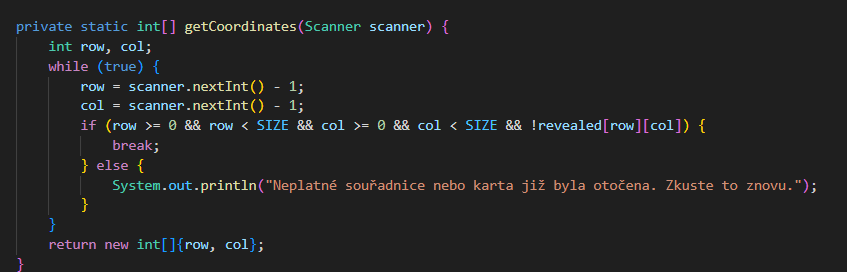 private static int[] getCoordinates(Scanner scanner) {
    int row, col;
    while (true) {
        row = scanner.nextInt() - 1;
        col = scanner.nextInt() - 1;
        if (row >= 0 && row < SIZE && col >= 0 && col < SIZE && !revealed[row][col]) {
            break;
        } else {
            System.out.println("Neplatné souřadnice nebo karta již byla otočena. Zkuste to znovu.");
        }
    }
    return new int[]{row, col};
}